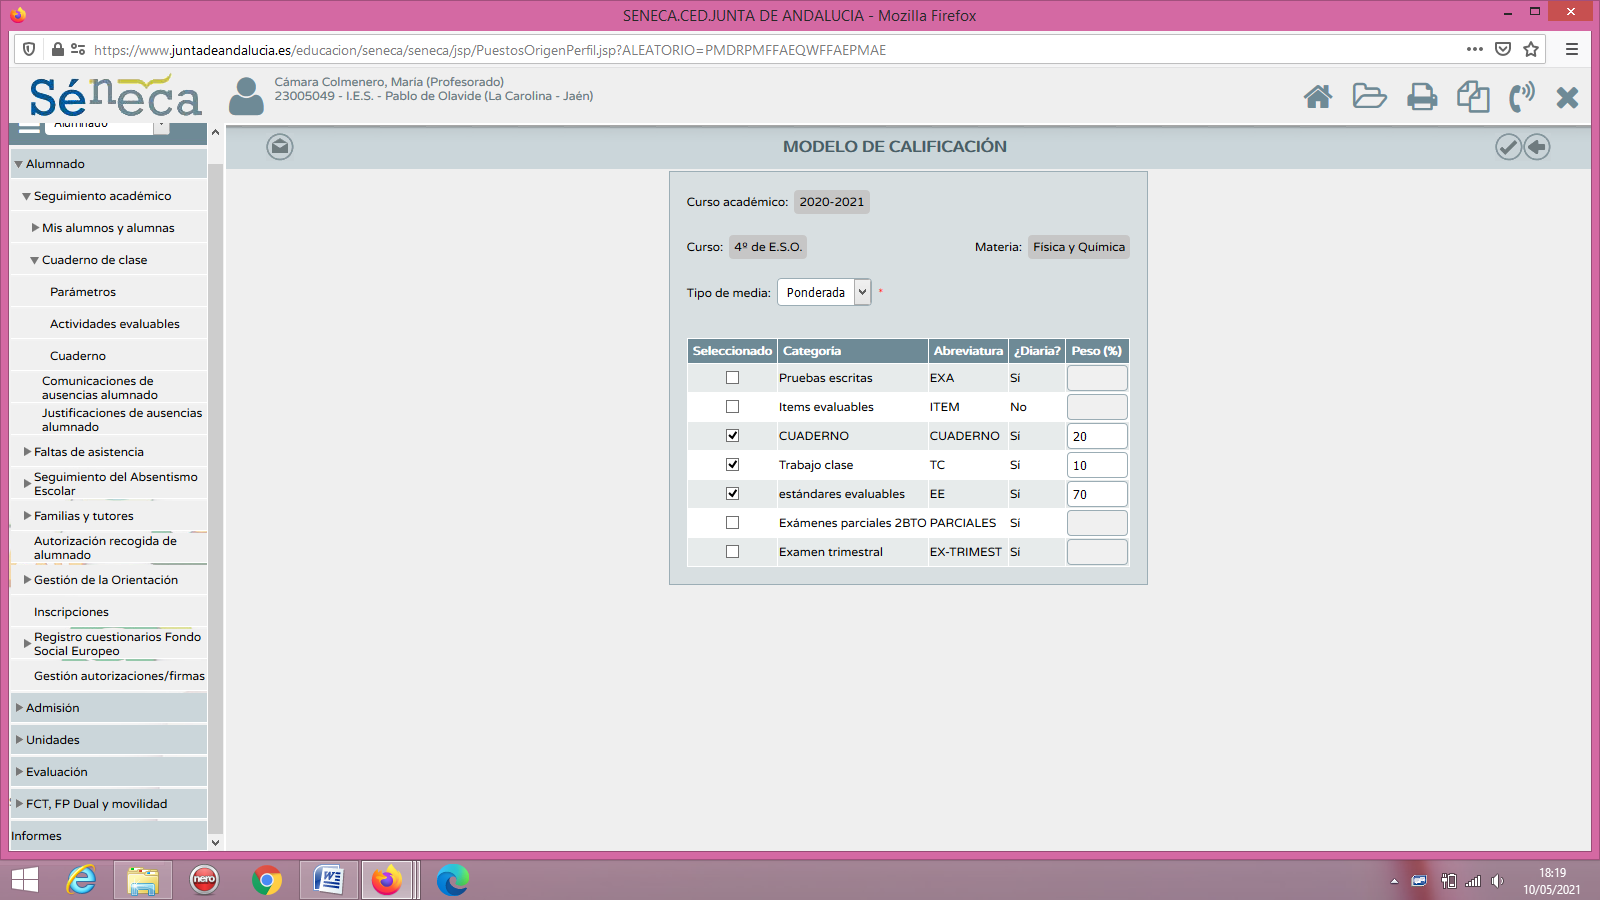 SENECA.CEDJUNTA DE ANDALUCIA - Mozilla Firefox
https://www.juntadeandalucia.es/educacion/seneca/seneca/jsp/PuestosOrigenPerfil.jsp?ALEATORIO=PMDRPMFFAEQWFFAEPMAE
Séneca
Cámara Colmenero, María (Profesorado)
23005049 - I.E.S. - Pablo de Olavide (La Carolina - Jaén)
Alumnado
MODELO DE CALIFICACIÓN
Alumnado
Seguimiento académico
Mis alumnos y alumnas
Cuaderno de clase
Parámetros
Actividades evaluables
Cuaderno
Comunicaciones de
ausencias alumnado
Justificaciones de ausencias
alumnado
Faltas de asistencia
Seguimiento del Absentismo
Escolar
Familias y tutores
Autorización recogida de
alumnado
Gestión de la Orientación
Inscripciones
Registro cuestionarios Fondo
Social Europeo
Gestión autorizaciones/firmas
Admisión
Unidades
Evaluación
FCT, FP Dual y movilidad
Informes
Curso académico: 2020-2021
Curso: 4º de E.S.O. Materia: Física y Química
Tipo de media: Ponderada *
Seleccionado Categoría Abreviatura ¿Diaria? Peso (%)
Pruebas escritas EXA Sí
Items evaluables ITEM No
CUADERNO CUADERNO Sí 20
Trabajo clase TC Sí 10
estándares evaluables EE Sí 70
Exámenes parciales 2BTO PARCIALES Sí
Examen trimestral EX-TRIMEST Sí
nero
18:19
10/05/2021